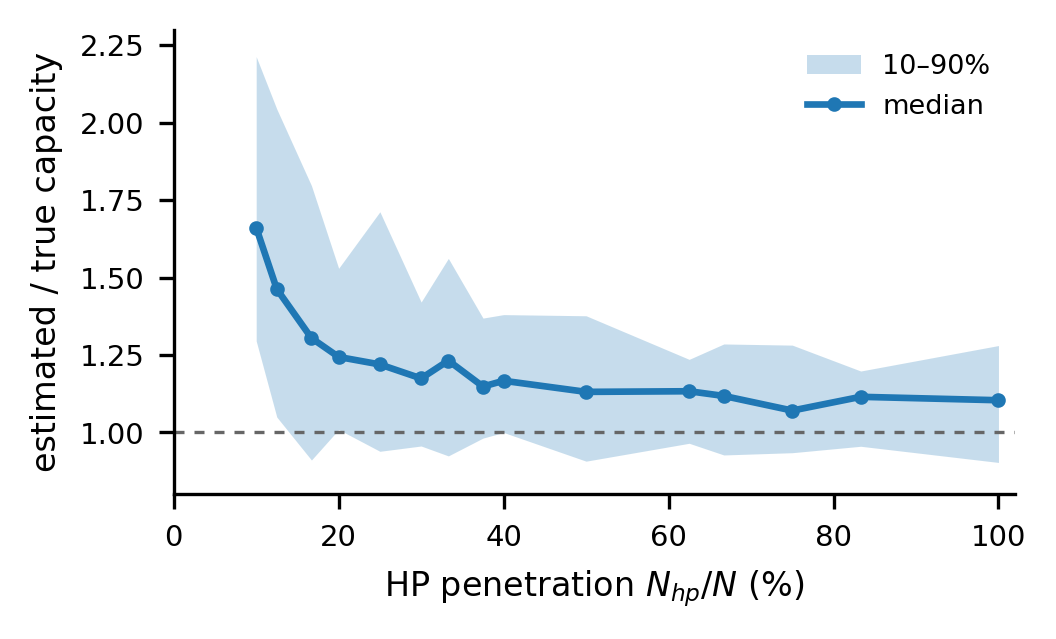 2.25
2.00
1.75
1.50
1.25
1.00
estimated / true capacity
10–90%
median
0 20 40 60 80 100
HP penetration N_hp/N (%)